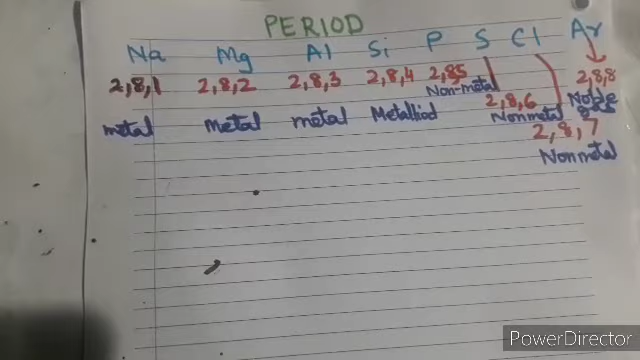 PERIOD
Na Mg Al Si P S Cl Ar
2,8,1 2,8,2 2,8,3 2,8,4 2,8,5 2,8,8
Non-metal Noble gas
metal metal metal Metalliod 2,8,6 Nonmetal
2,8,7
Nonmetal
PowerDirector